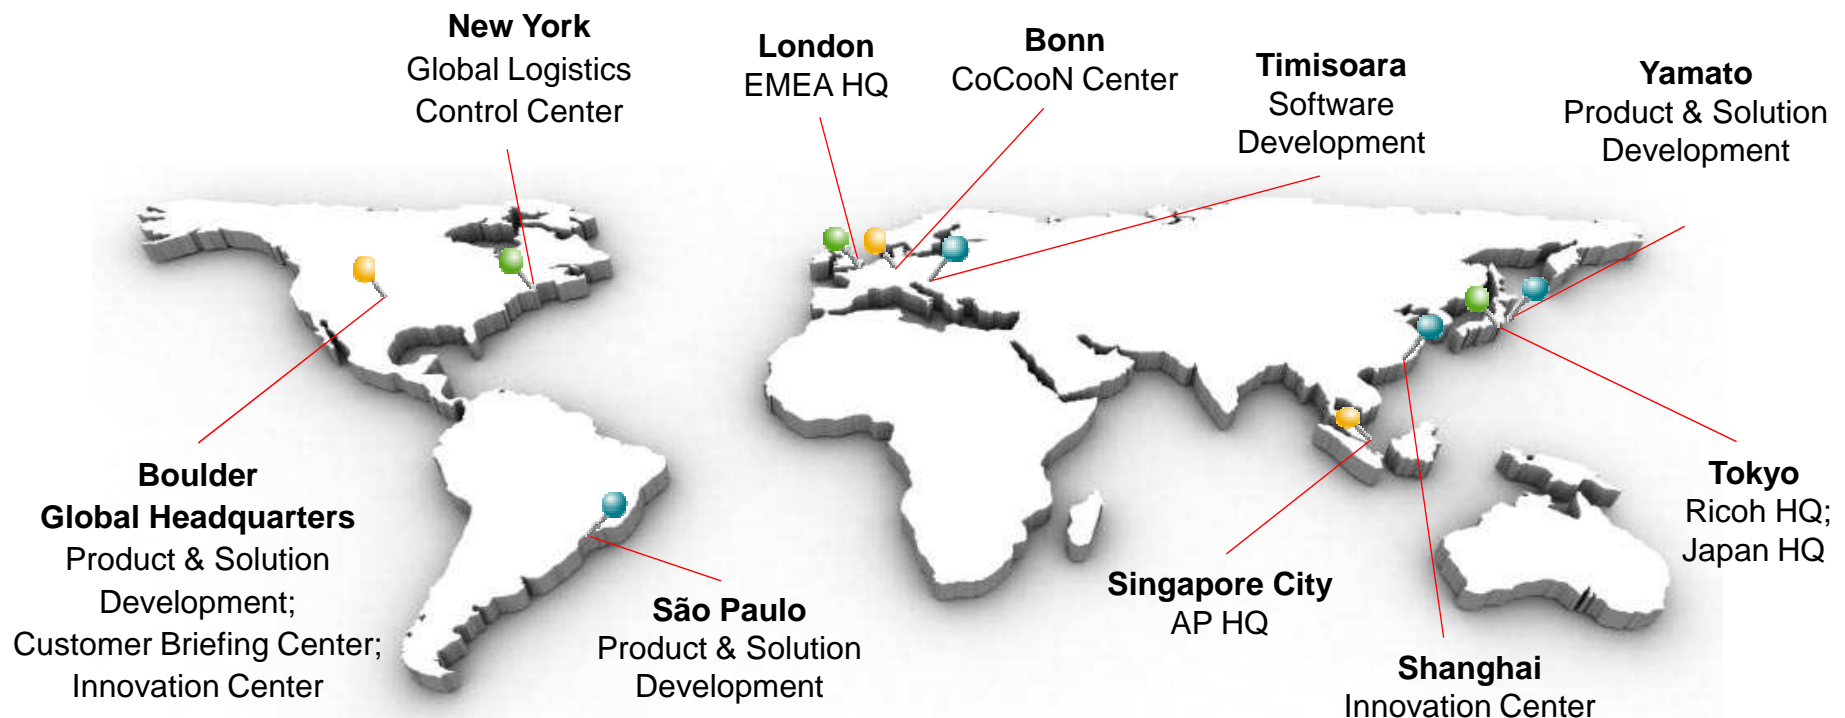 New York
Global Logistics
Control Center
London
EMEA HQ
Bonn
CoCooN Center
Timisoara
Software
Development
Yamato
Product & Solution
Development
Boulder
Global Headquarters
Product & Solution
Development;
Customer Briefing Center;
Innovation Center
São Paulo
Product & Solution
Development
Singapore City
AP HQ
Shanghai
Innovation Center
Tokyo
Ricoh HQ;
Japan HQ